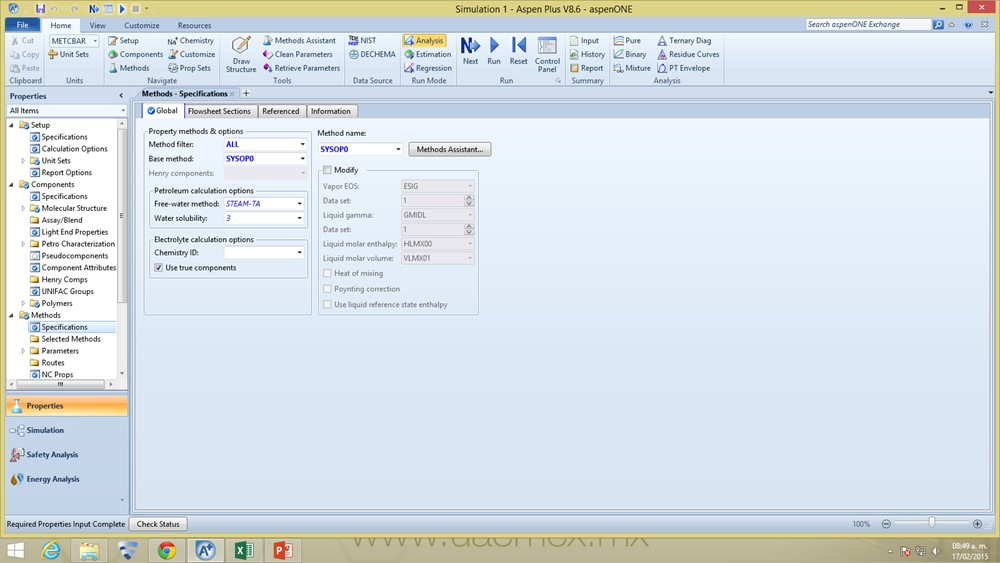 Simulation 1 - Aspen Plus V8.6 - aspenONE
File Home View Customize Resources
Search aspenONE Exchange
Cut METCBAR Setup Chemistry Methods Assistant NIST Analysis Input Pure Ternary Diag
Copy Unit Sets Components Customize Clean Parameters DECHEMA Estimation History Binary Residue Curves
Paste Methods Prop Sets Draw Structure Retrieve Parameters Regression Next Run Reset Control Panel Report Mixture PT Envelope
Clipboard Units Navigate Tools Data Source Run Mode Run Summary Analysis
Properties
All Items
Setup
Specifications
Calculation Options
Unit Sets
Report Options
Components
Specifications
Molecular Structure
Assay/Blend
Light End Properties
Petro Characterization
Pseudocomponents
Component Attributes
Henry Comps
UNIFAC Groups
Polymers
Methods
Specifications
Selected Methods
Parameters
Routes
NC Props
Properties
Simulation
Safety Analysis
Energy Analysis
Methods - Specifications
Global Flowsheet Sections Referenced Information
Property methods & options
Method filter: ALL
Base method: SYSOP0
Henry components:
Petroleum calculation options
Free-water method: STEAM-TA
Water solubility: 3
Electrolyte calculation options
Chemistry ID:
Use true components
Method name:
SYSOP0 Methods Assistant...
Modify
Vapor EOS: ESIG
Data set: 1
Liquid gamma: GMIDL
Data set: 1
Liquid molar enthalpy: HLMX00
Liquid molar volume: VLMX01
Heat of mixing
Poynting correction
Use liquid reference state enthalpy
Required Properties Input Complete Check Status 100%
08:49 a. m.
17/02/2015